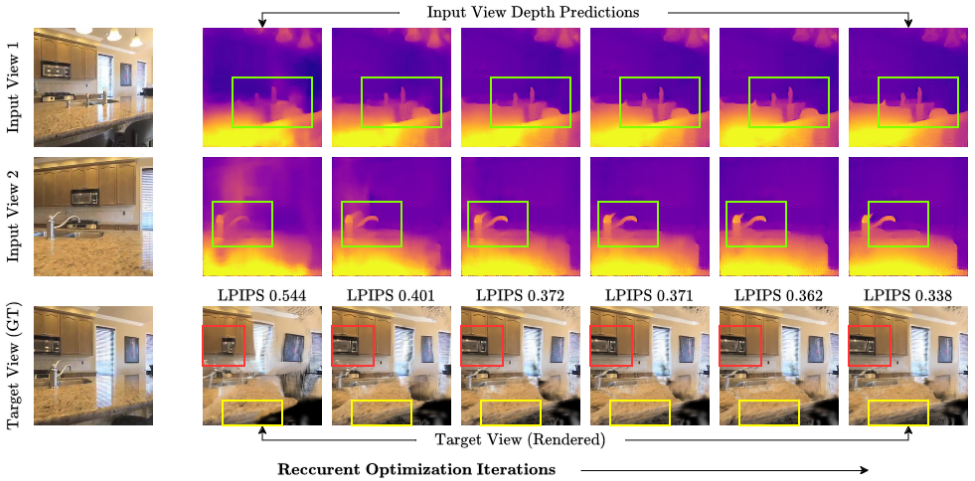 Input View Depth Predictions
Input View 1
Input View 2
LPIPS 0.544 LPIPS 0.401 LPIPS 0.372 LPIPS 0.371 LPIPS 0.362 LPIPS 0.338
Target View (GT)
Target View (Rendered)
Reccurent Optimization Iterations